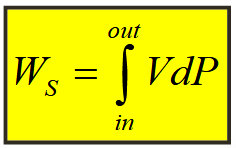 out
W_S = ∫ VdP
in